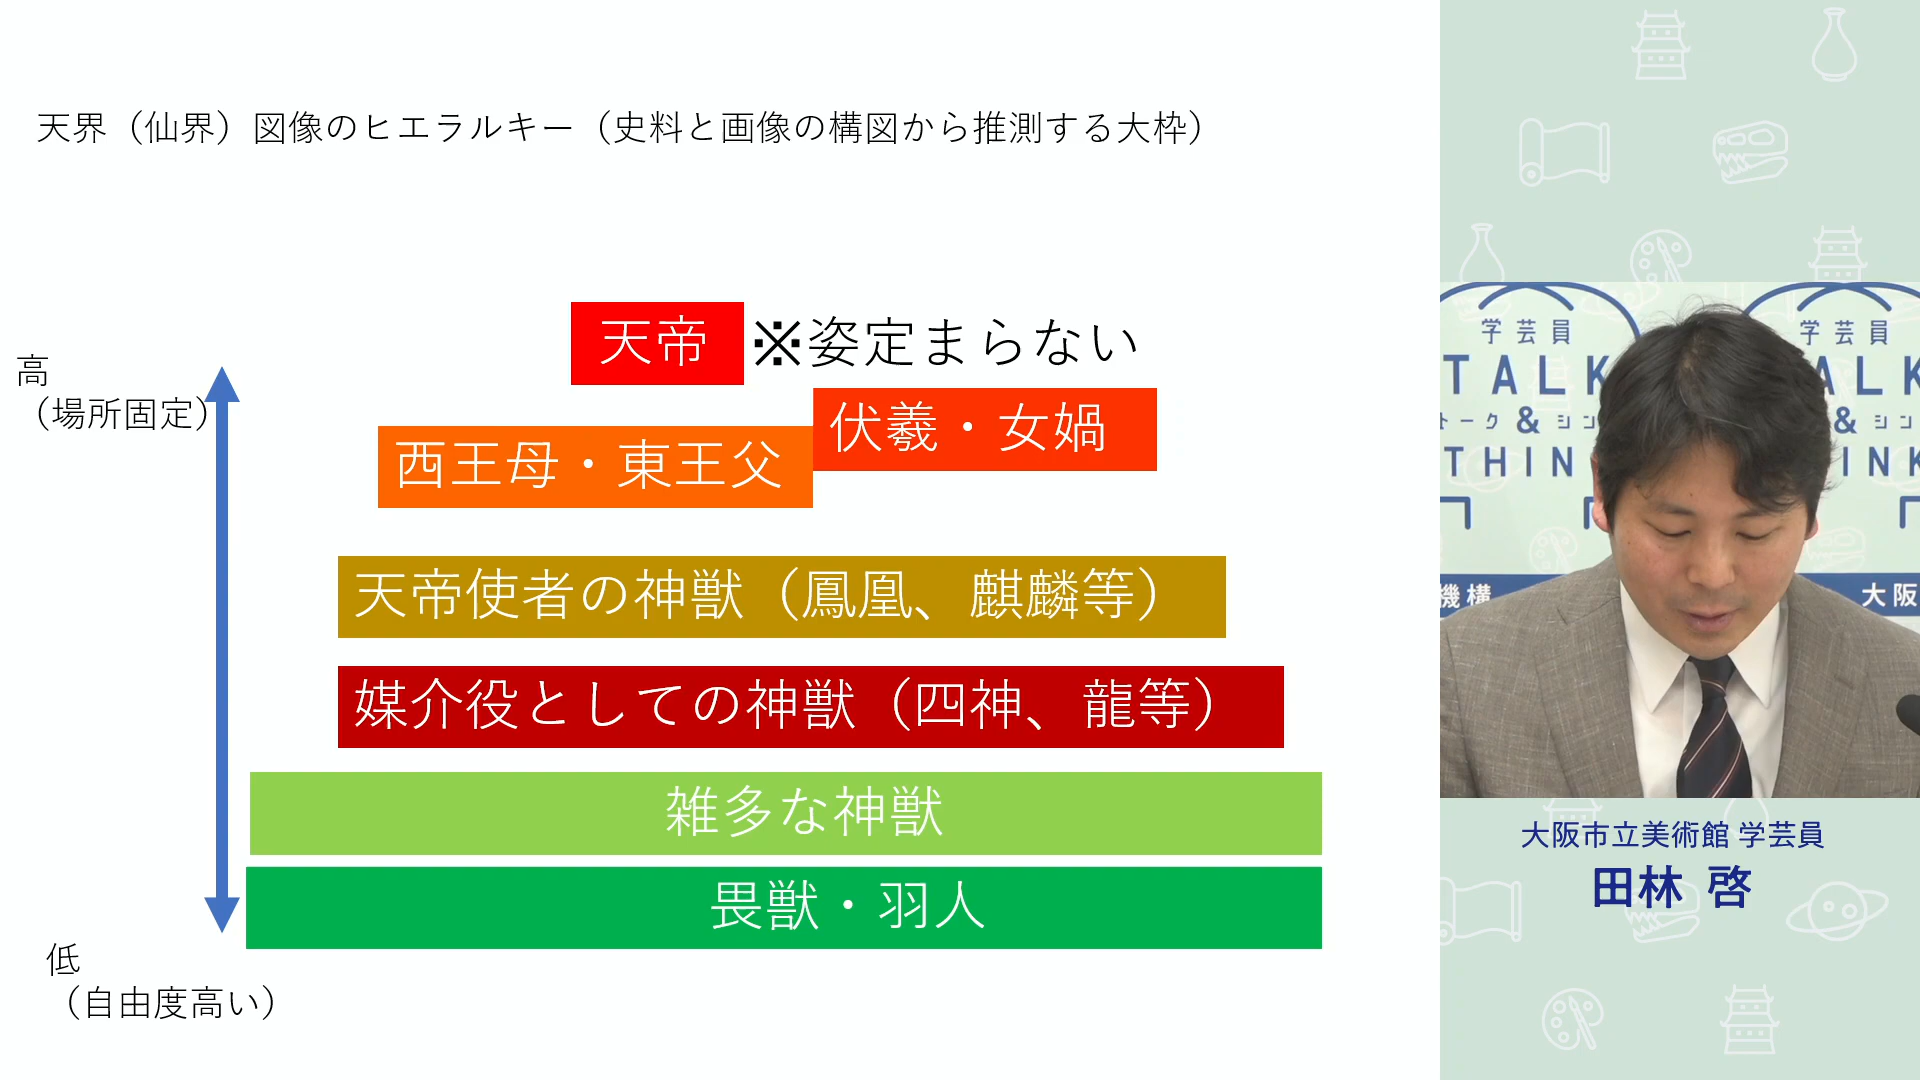 天界（仙界）図像のヒエラルキー（史料と画像の構図から推測する大枠）
高
（場所固定）
天帝 ※姿定まらない
伏羲・女媧
西王母・東王父
天帝使者の神獣（鳳凰、麒麟等）
媒介役としての神獣（四神、龍等）
雑多な神獣
畏獣・羽人
低
（自由度高い）
学芸員
TALK
トーク & シン
THIN
機構
学芸員
ALK
& シン
INK
大阪
大阪市立美術館 学芸員
田林 啓